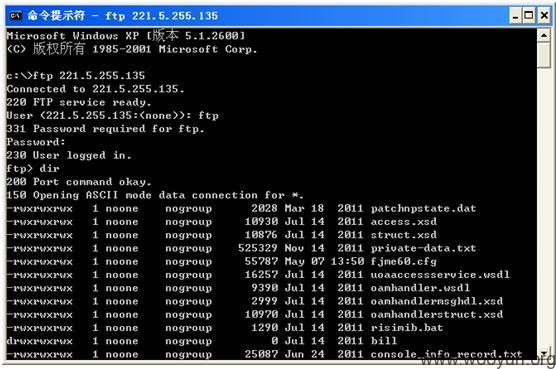 命令提示符 - ftp 221.5.255.135
Microsoft Windows XP [版本 5.1.2600]
(C) 版权所有 1985-2001 Microsoft Corp.
c:\>ftp 221.5.255.135
Connected to 221.5.255.135.
220 FTP service ready.
User (221.5.255.135:(none)): ftp
331 Password required for ftp.
Password:
230 User logged in.
ftp> dir
200 Port command okay.
150 Opening ASCII mode data connection for *.
-rwxrwxrwx   1 noone    nogroup      2028 Mar 18  2011 patchnpstate.dat
-rwxrwxrwx   1 noone    nogroup     10930 Jul 14  2011 access.xsd
-rwxrwxrwx   1 noone    nogroup     10876 Jul 14  2011 struct.xsd
-rwxrwxrwx   1 noone    nogroup    525329 Nov 14  2011 private-data.txt
-rwxrwxrwx   1 noone    nogroup     55787 May 07 13:50 fjme60.cfg
-rwxrwxrwx   1 noone    nogroup     16257 Jul 14  2011 uoaaccessservice.wsdl
-rwxrwxrwx   1 noone    nogroup      9390 Jul 14  2011 oamhandler.wsdl
-rwxrwxrwx   1 noone    nogroup      2999 Jul 14  2011 oamhandlermsghdl.xsd
-rwxrwxrwx   1 noone    nogroup     10970 Jul 14  2011 oamhandlerstruct.xsd
-rwxrwxrwx   1 noone    nogroup      1290 Jul 14  2011 risimib.bat
drwxrwxrwx   1 noone    nogroup         0 Jul 14  2011 bill
-rwxrwxrwx   1 noone    nogroup     25087 Jun 24  2011 console_info_record.txt
www.wooyun.org